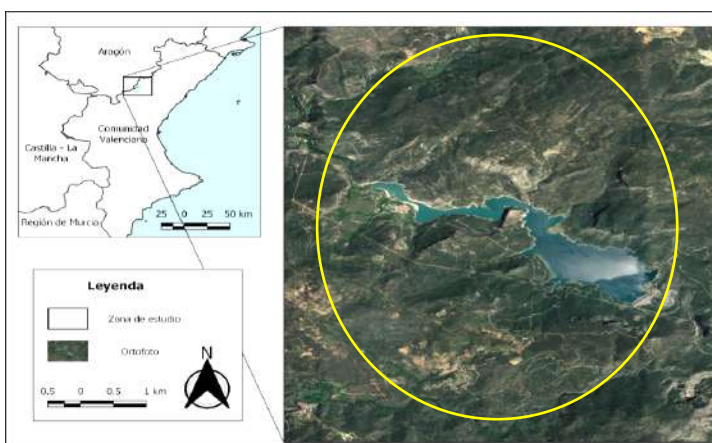 Aragón
Comunidad
Valenciano
Castilla - La
Mancha
Región de Murcia
25 0 25 50 km
Leyenda
Zona de estudio
Ortofoto
0.5 0 0.5 1 km
N